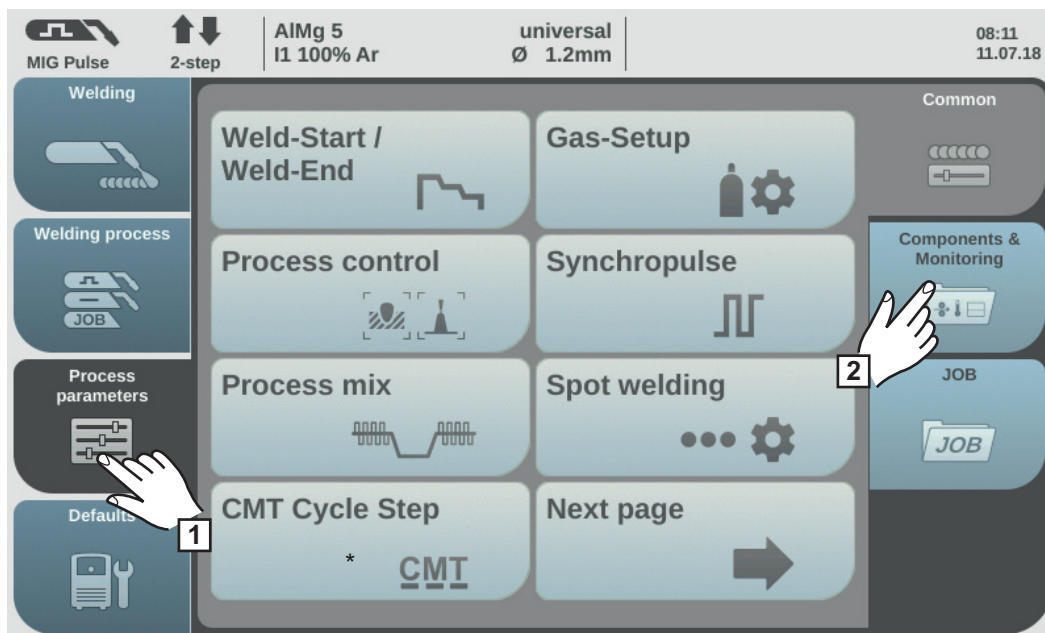 MIG Pulse
2-step
AlMg 5
I1 100% Ar
universal
Ø 1.2mm
08:11
11.07.18
Welding
Welding process
JOB
Process
parameters
Defaults
1
Weld-Start /
Weld-End
Gas-Setup
Process control
Synchropulse
Process mix
Spot welding
CMT Cycle Step
* CMT
Next page
Common
Components &
Monitoring
2
JOB
JOB